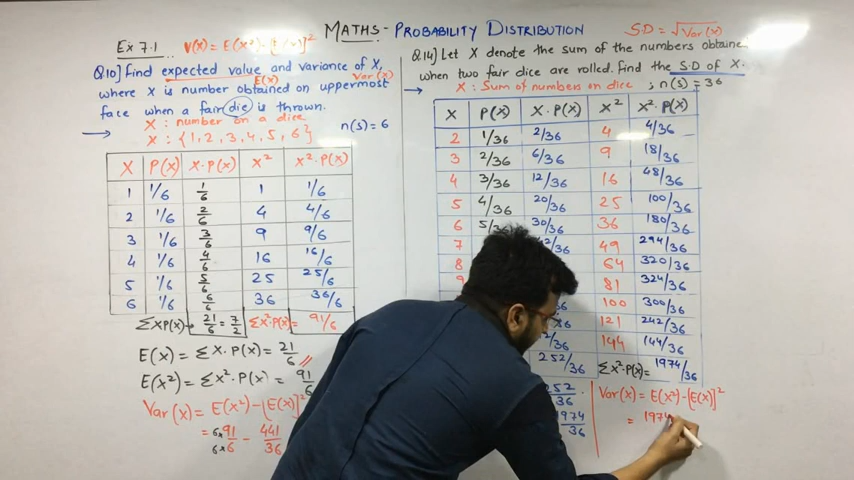 MATHS - PROBABILITY DISTRIBUTION
Ex 7.1
V(X) = E(X²) - [E(X)]²
Q.10] Find expected value and variance of X,
E(X) Var(X)
where X is number obtained on uppermost
face when a fair die is thrown.
X : number on a dice
X : {1, 2, 3, 4, 5, 6} n(s) = 6
X P(X) X·P(X) X² X²·P(X)
1 1/6 1/6 1 1/6
2 1/6 2/6 4 4/6
3 1/6 3/6 9 9/6
4 1/6 4/6 16 16/6
5 1/6 5/6 25 25/6
6 1/6 6/6 36 36/6
∑XP(X) = 21/6 = 7/2 ∑X²·P(X) = 91/6
E(X) = ∑X·P(X) = 21/6
E(X²) = ∑X²·P(X) = 91/6
Var(X) = E(X²) - [E(X)]²
= 6×91/6×6 - 441/36
S.D = √Var(X)
Q.14] Let X denote the sum of the numbers obtaine
when two fair dice are rolled. Find the S.D of X.
X : Sum of numbers on dice ; n(s) = 36
X P(X) X·P(X) X² X²·P(X)
2 1/36 2/36 4 4/36
3 2/36 6/36 9 18/36
4 3/36 12/36 16 48/36
5 4/36 20/36 25 100/36
6 5/36 30/36 36 180/36
7 49 294/36
8 64 320/36
81 324/36
100 300/36
121 242/36
144 144/36
252/36 ∑X²·P(X) = 1974/36
252/36
1974/36
Var(X) = E(X²) - [E(X)]²
= 1974